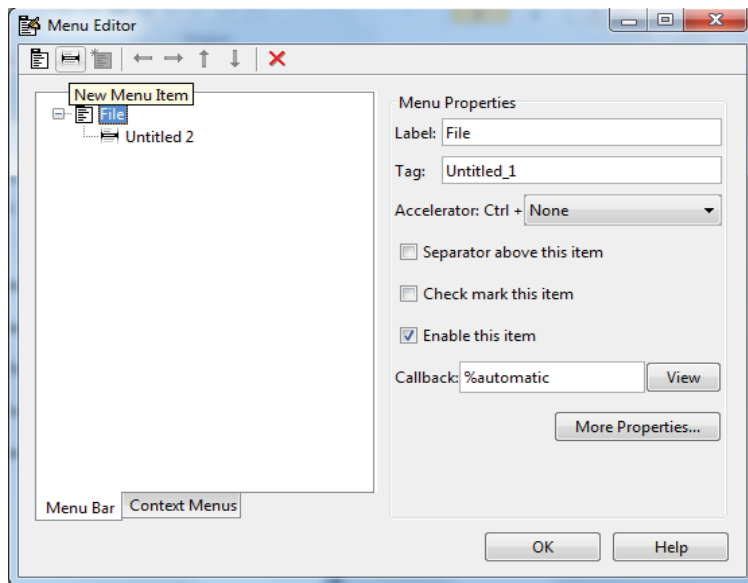 Menu Editor
New Menu Item
File
Untitled 2
Menu Bar
Context Menus
Menu Properties
Label: File
Tag: Untitled_1
Accelerator: Ctrl + None
Separator above this item
Check mark this item
Enable this item
Callback: %automatic View
More Properties...
OK Help